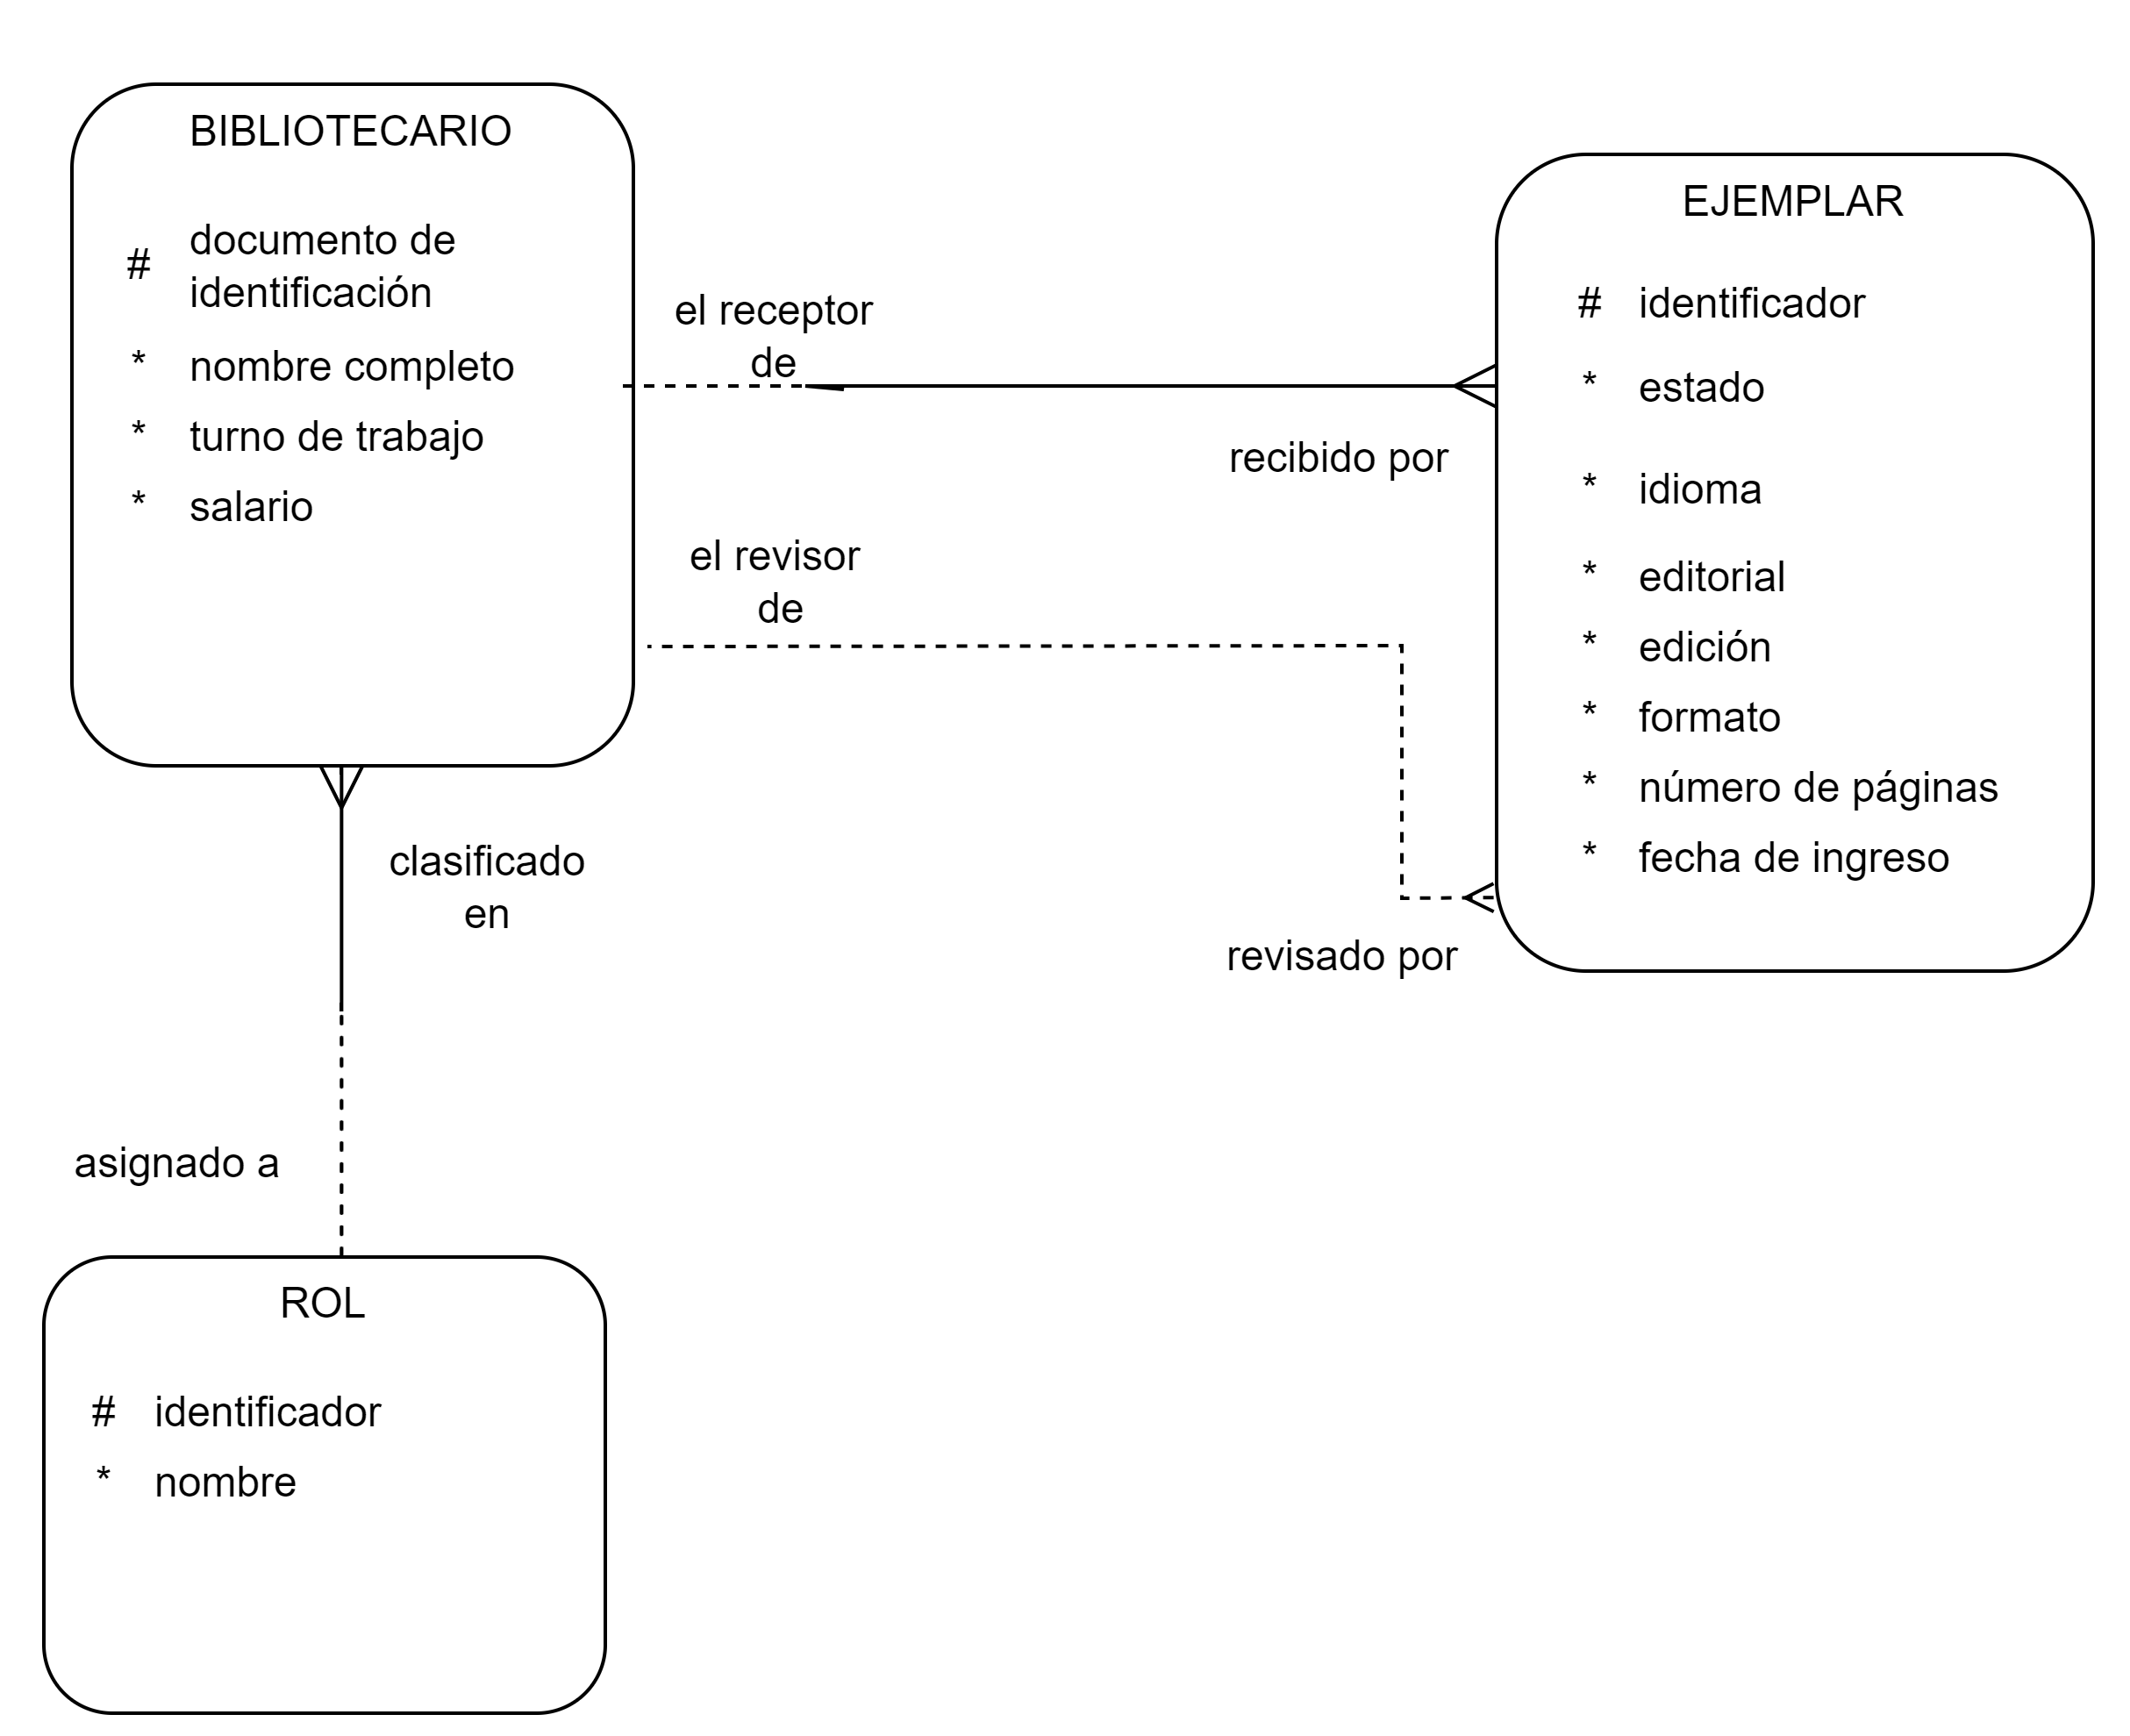 BIBLIOTECARIO
# documento de
identificación
* nombre completo
* turno de trabajo
* salario
el receptor
de
recibido por
el revisor
de
revisado por
EJEMPLAR
# identificador
* estado
* idioma
* editorial
* edición
* formato
* número de páginas
* fecha de ingreso
clasificado
en
asignado a
ROL
# identificador
* nombre